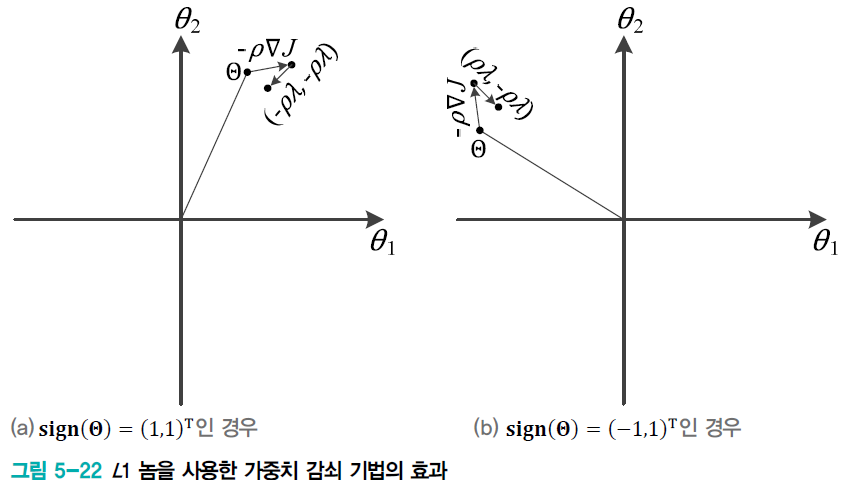 θ₂
-ρ∇J
Θ
(-ρλ, -ρλ)
θ₁
θ₂
(ρλ, -ρλ)
-ρ∇J
Θ
θ₁
(a) sign(Θ) = (1,1)ᵀ인 경우
(b) sign(Θ) = (−1,1)ᵀ인 경우
그림 5-22 L1 놈을 사용한 가중치 감쇠 기법의 효과